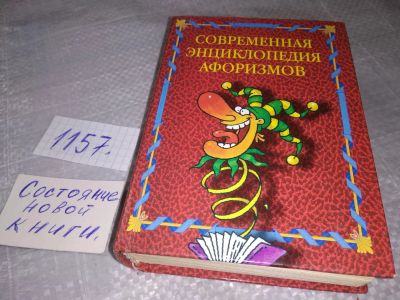 СОВРЕМЕННАЯ
ЭНЦИКЛОПЕДИЯ
АФОРИЗМОВ
1157.
Состояние
новой
книги.